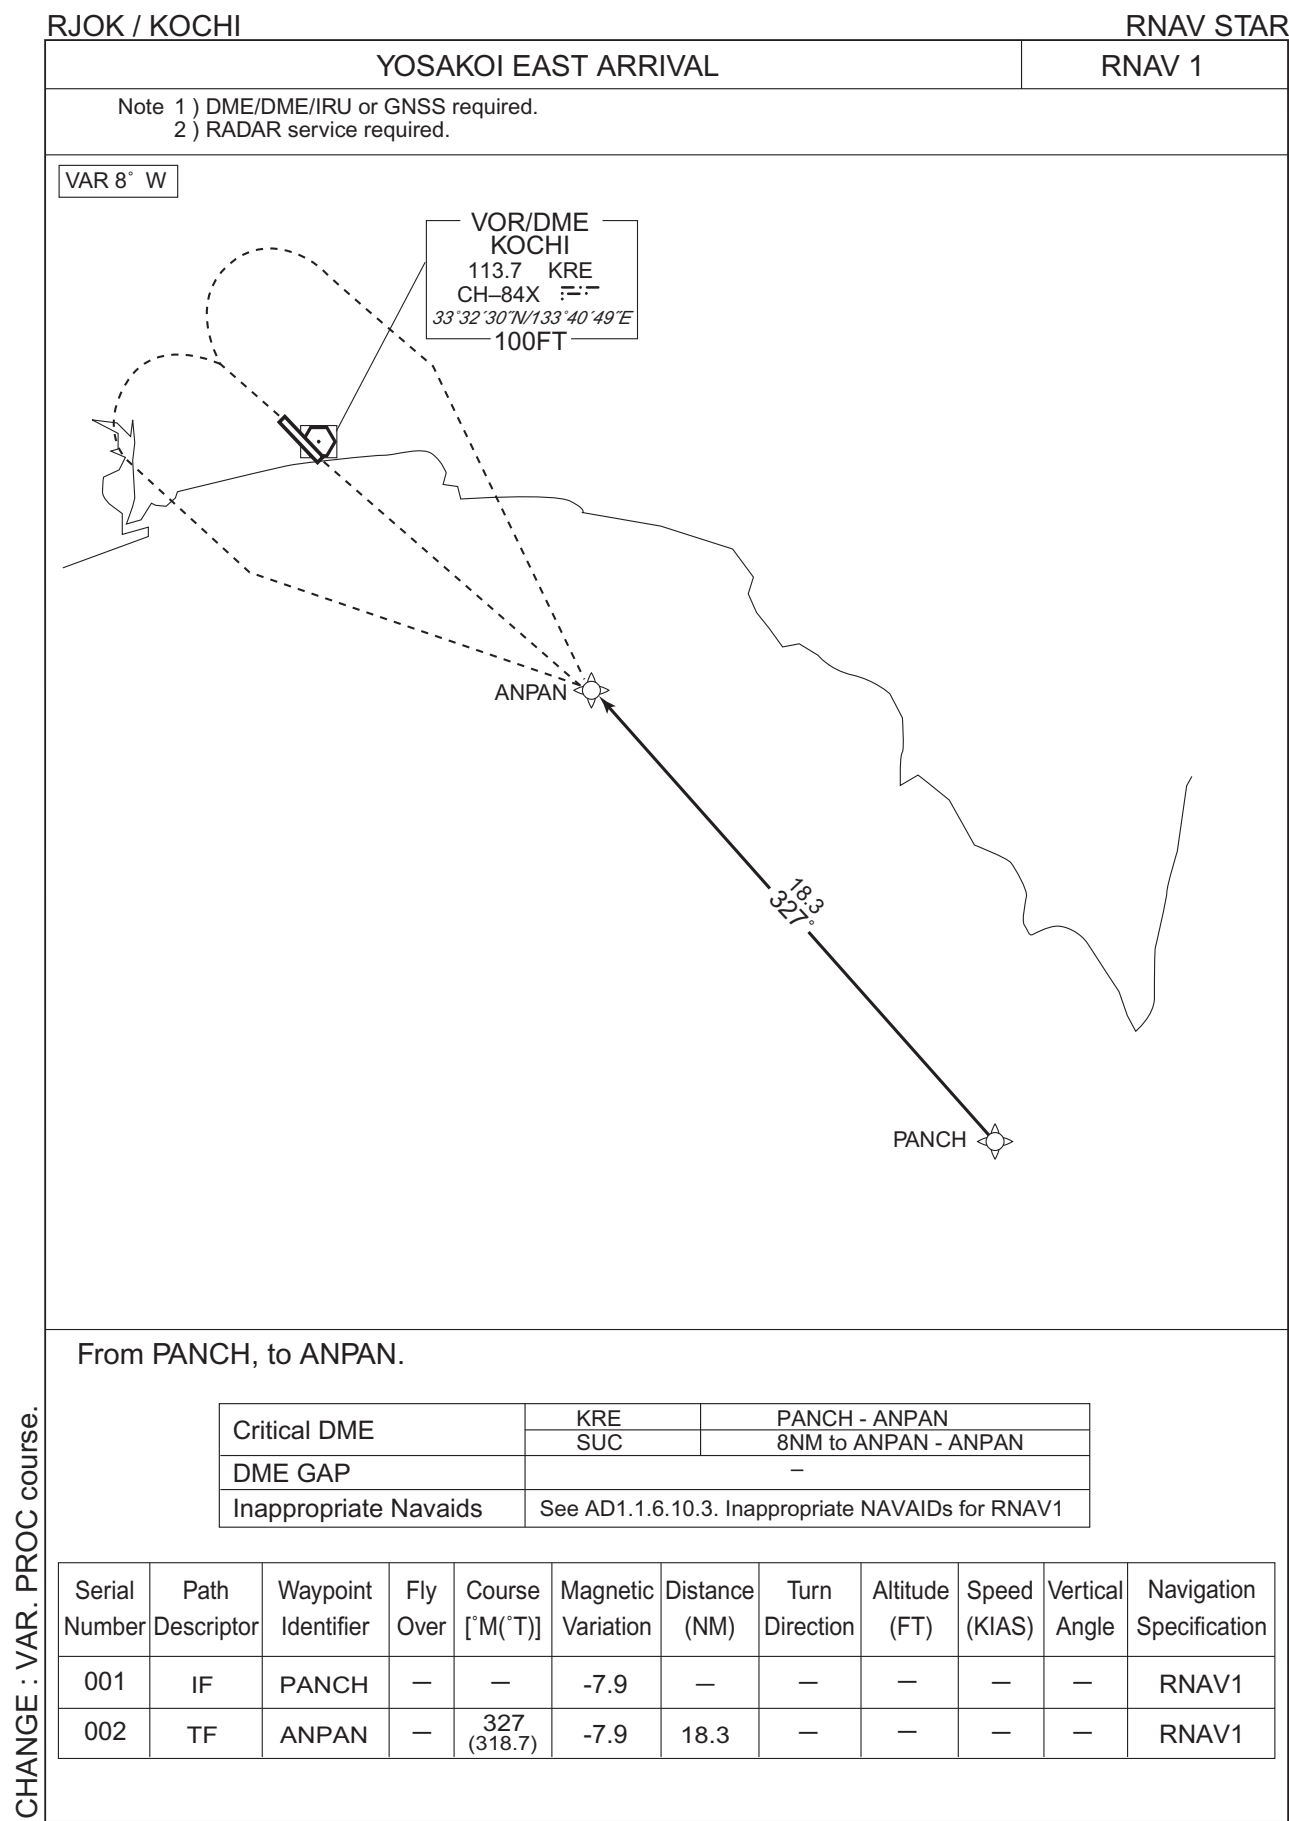 RJOK / KOCHI
RNAV STAR
YOSAKOI EAST ARRIVAL
RNAV 1
Note 1 ) DME/DME/IRU or GNSS required.
2 ) RADAR service required.
VAR 8° W
VOR/DME
KOCHI
113.7 KRE
CH–84X
33°32´30˝N/133°40´49˝E
100FT
ANPAN
18.3
327°
PANCH
From PANCH, to ANPAN.
Critical DME KRE PANCH - ANPAN
SUC 8NM to ANPAN - ANPAN
DME GAP –
Inappropriate Navaids See AD1.1.6.10.3. Inappropriate NAVAIDs for RNAV1
Serial Path Waypoint Fly Course Magnetic Distance Turn Altitude Speed Vertical Navigation
Number Descriptor Identifier Over [°M(°T)] Variation (NM) Direction (FT) (KIAS) Angle Specification
001 IF PANCH – – -7.9 – – – – – RNAV1
002 TF ANPAN – 327 (318.7) -7.9 18.3 – – – – RNAV1
CHANGE : VAR. PROC course.